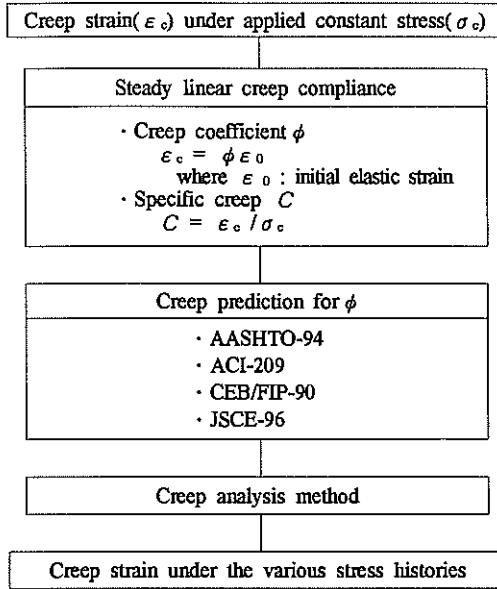 Creep strain(ε c) under applied constant stress(σ c)
Steady linear creep compliance
· Creep coefficient ϕ
ε c = ϕ ε 0
where ε 0 : initial elastic strain
· Specific creep C
C = ε c / σ c
Creep prediction for ϕ
· AASHTO-94
· ACI-209
· CEB/FIP-90
· JSCE-96
Creep analysis method
Creep strain under the various stress histories